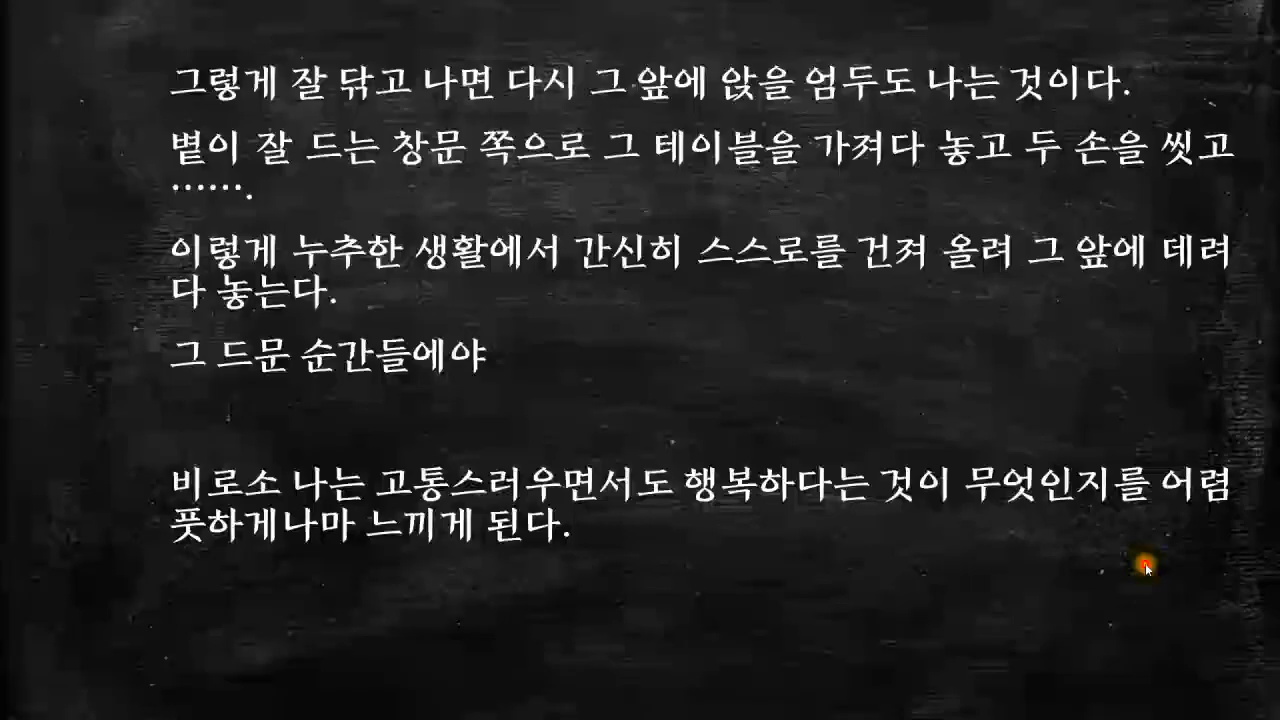 그렇게 잘 닦고 나면 다시 그 앞에 앉을 엄두도 나는 것이다.
볕이 잘 드는 창문 쪽으로 그 테이블을 가져다 놓고 두 손을 씻고
…….
이렇게 누추한 생활에서 간신히 스스로를 건져 올려 그 앞에 데려
다 놓는다.
그 드문 순간들에야
비로소 나는 고통스러우면서도 행복하다는 것이 무엇인지를 어렴
풋하게나마 느끼게 된다.